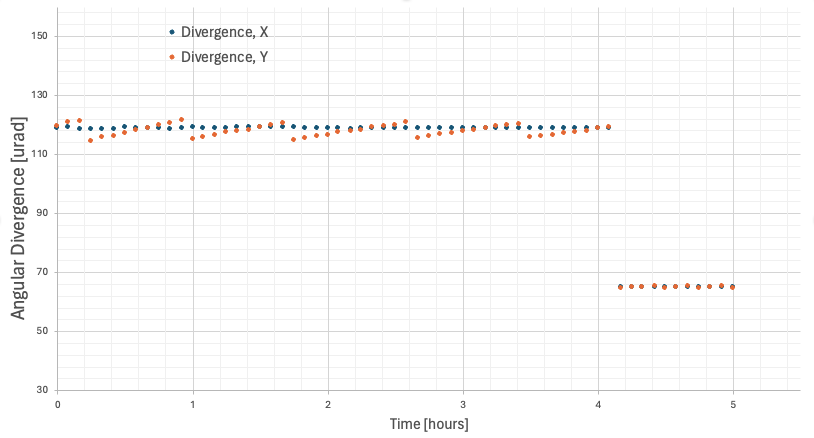 150
Divergence, X
Divergence, Y
130
110
90
70
50
30
Angular Divergence [urad]
0 1 2 3 4 5
Time [hours]